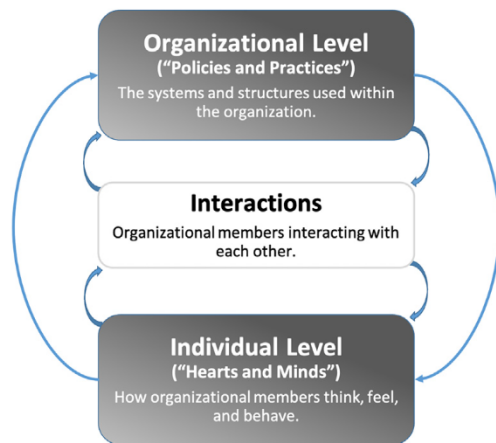 Organizational Level
(“Policies and Practices”)
The systems and structures used within
the organization.
Interactions
Organizational members interacting with
each other.
Individual Level
(“Hearts and Minds”)
How organizational members think, feel,
and behave.